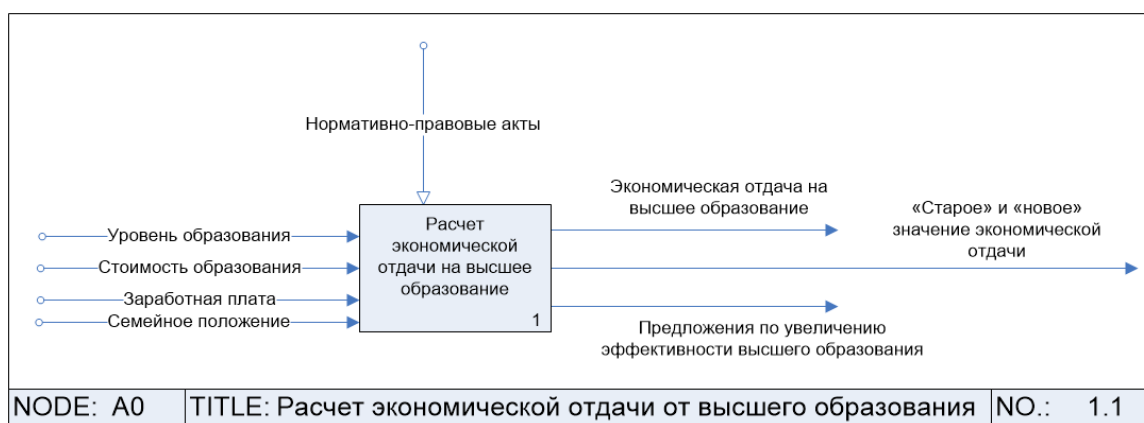 Нормативно-правовые акты
Экономическая отдача на
высшее образование
«Старое» и «новое»
значение экономической
отдачи
Уровень образования
Стоимость образования
Заработная плата
Семейное положение
Расчет
экономической
отдачи на высшее
образование
1
Предложения по увеличению
эффективности высшего образования
NODE: A0
TITLE: Расчет экономической отдачи от высшего образования
NO.: 1.1